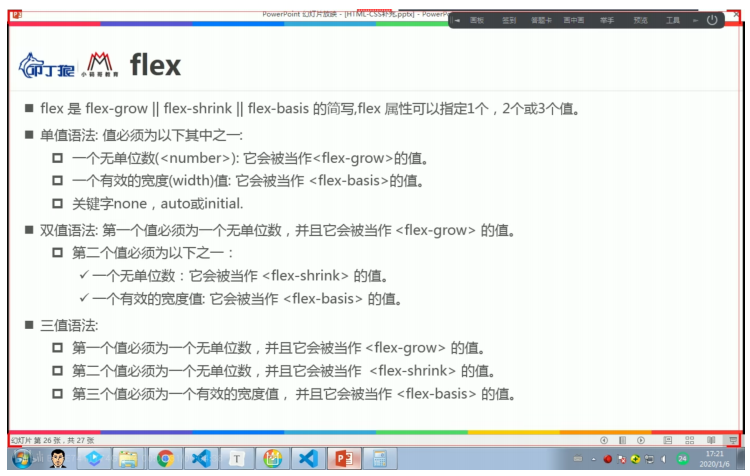 PowerPoint 幻灯片放映 - [HTML-CSS补充.pptx] - PowerP
画板 签到 答题卡 画中画 举手 预览 工具
叩丁狼 小码哥教育 flex
■ flex 是 flex-grow || flex-shrink || flex-basis 的简写,flex 属性可以指定1个，2个或3个值。
■ 单值语法: 值必须为以下其中之一:
一个无单位数(<number>): 它会被当作<flex-grow>的值。
一个有效的宽度(width)值: 它会被当作 <flex-basis>的值。
关键字none，auto或initial.
■ 双值语法: 第一个值必须为一个无单位数，并且它会被当作 <flex-grow> 的值。
第二个值必须为以下之一：
✓ 一个无单位数：它会被当作 <flex-shrink> 的值。
✓ 一个有效的宽度值: 它会被当作 <flex-basis> 的值。
■ 三值语法:
第一个值必须为一个无单位数，并且它会被当作 <flex-grow> 的值。
第二个值必须为一个无单位数，并且它会被当作 <flex-shrink> 的值。
第三个值必须为一个有效的宽度值， 并且它会被当作 <flex-basis> 的值。
幻灯片 第 26 张，共 27 张
24
17:21
2020/1/6